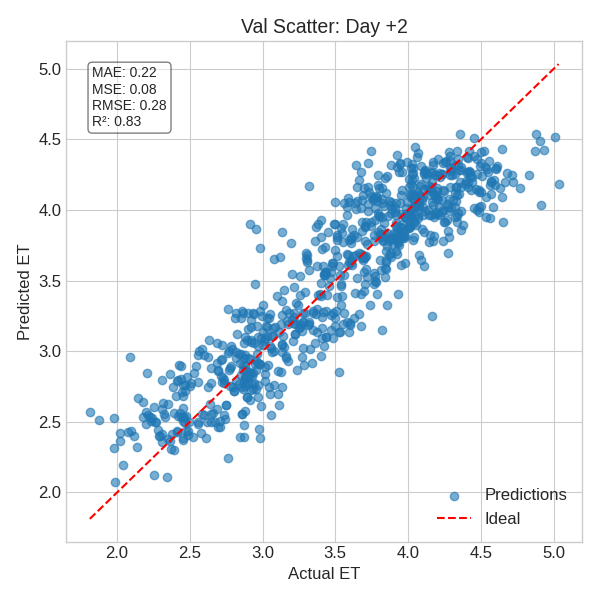 Val Scatter: Day +2
MAE: 0.22
MSE: 0.08
RMSE: 0.28
R²: 0.83
Predicted ET
5.0
4.5
4.0
3.5
3.0
2.5
2.0
Predictions
Ideal
2.0 2.5 3.0 3.5 4.0 4.5 5.0
Actual ET